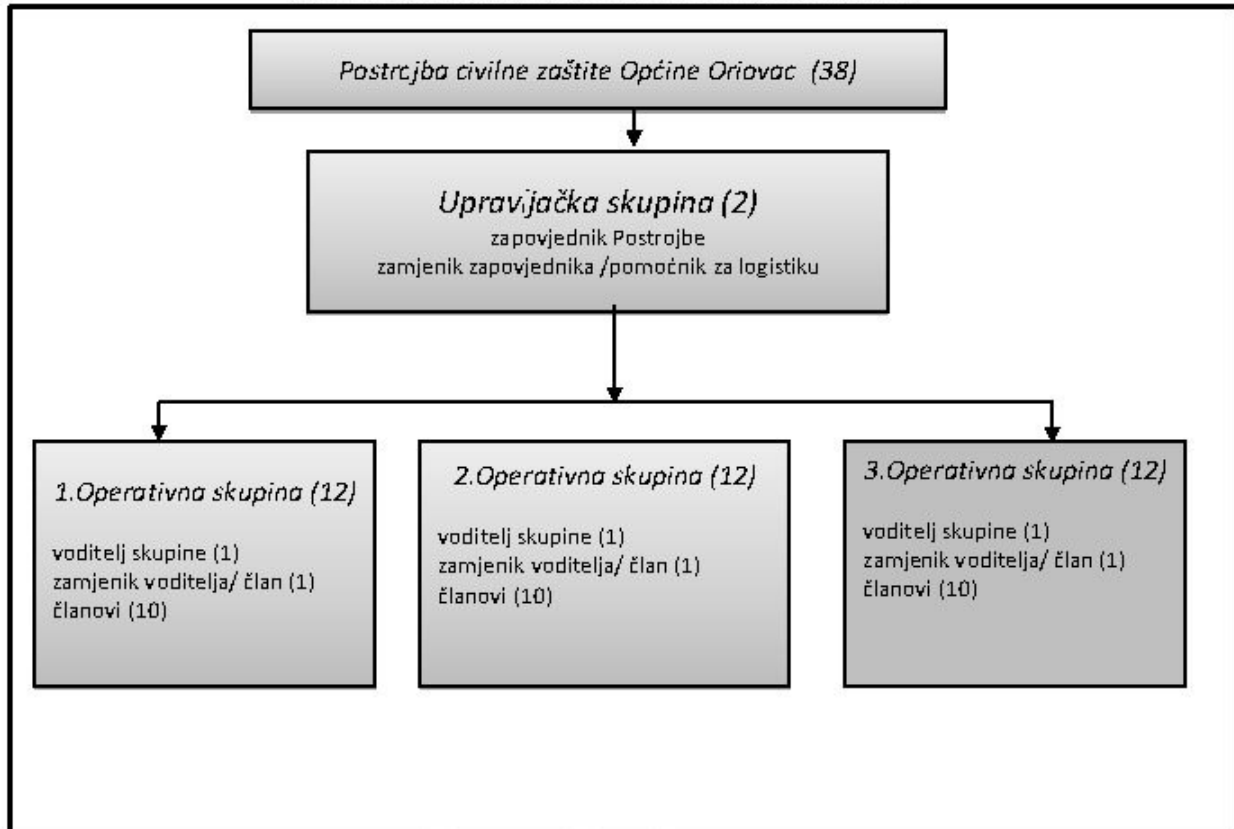 Postrojba civilne zaštite Općine Oriovac (38)
Upravljačka skupina (2)
zapovjednik Postrojbe
zamjenik zapovjednika /pomoćnik za logistiku
1.Operativna skupina (12)
voditelj skupine (1)
zamjenik voditelja/ član (1)
članovi (10)
2.Operativna skupina (12)
voditelj skupine (1)
zamjenik voditelja/ član (1)
članovi (10)
3.Operativna skupina (12)
voditelj skupine (1)
zamjenik voditelja/ član (1)
članovi (10)